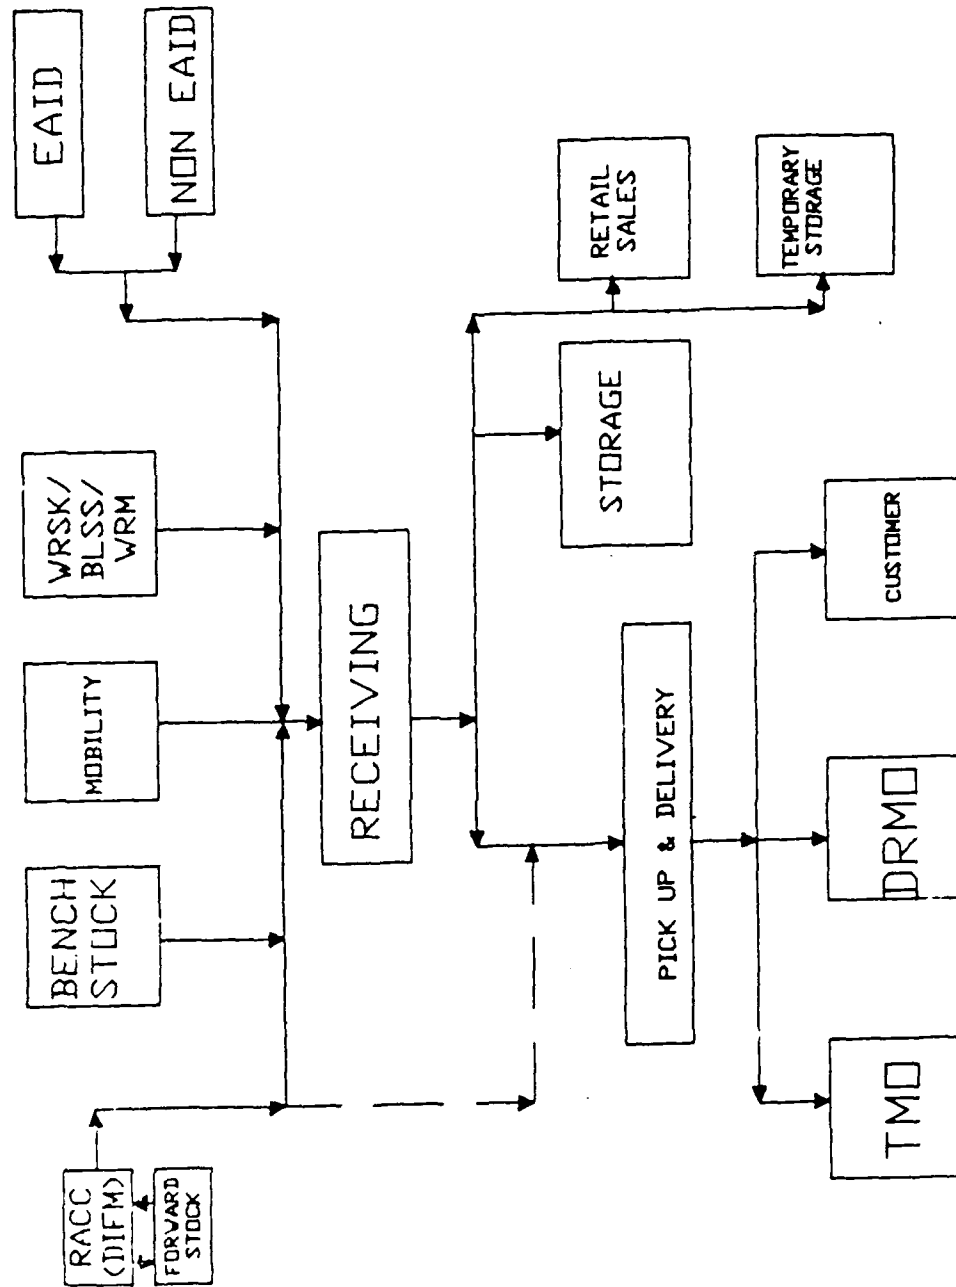 RACC
(DIFM)
FORWARD
STOCK
BENCH
STOCK
MOBILITY
WRSK/
BLSS/
WRM
EAID
NON EAID
RECEIVING
PICK UP & DELIVERY
STORAGE
RETAIL
SALES
TEMPORARY
STORAGE
TMO
DRMO
CUSTOMER